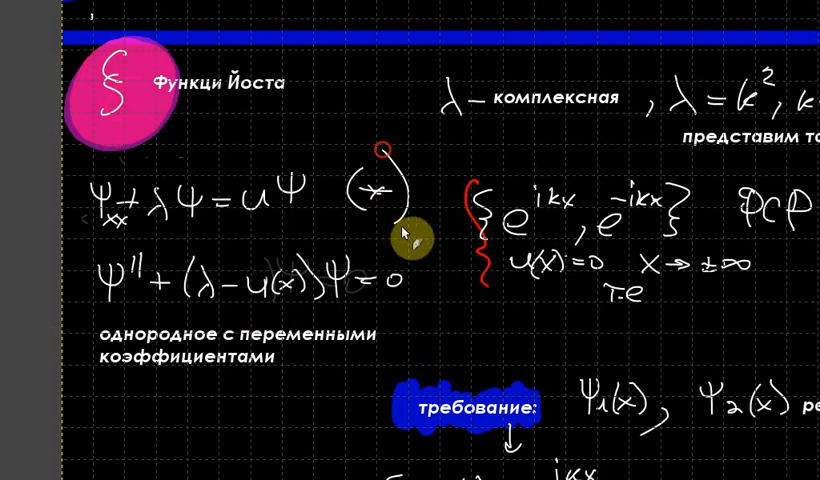 § Функци Йоста
λ – комплексная , λ = k², k
представим то
Ψxx + λΨ = uΨ (*)
{e^ikx, e^-ikx} ФСР
Ψ'' + (λ – u(x))Ψ = 0
u(x) = 0 x → ±∞
т.е
однородное с переменными
коэффициентами
требование: Ψ1(x), Ψ2(x) ре
ikx